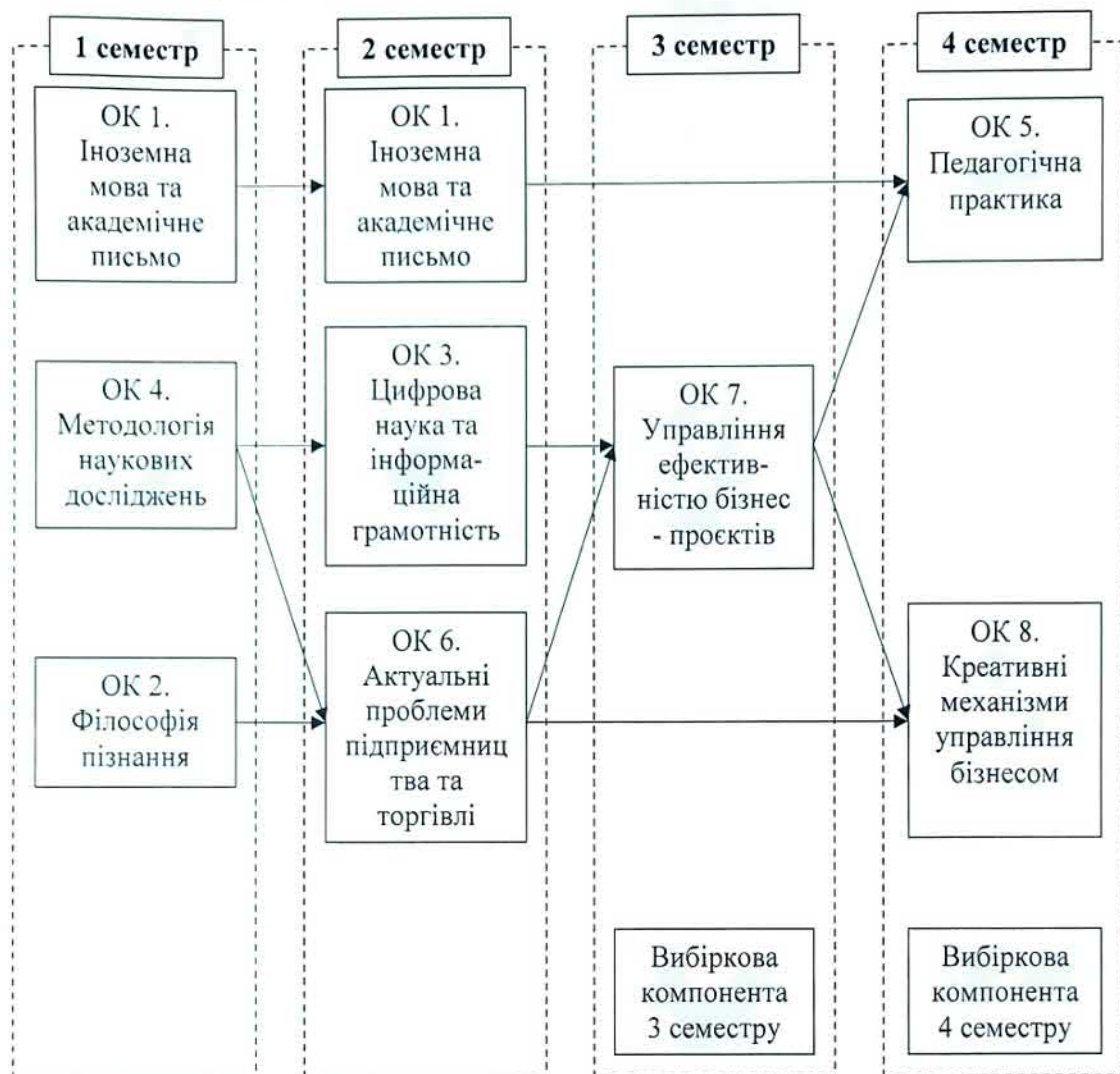 1 семестр
ОК 1.
Іноземна
мова та
академічне
письмо
ОК 4.
Методологія
наукових
досліджень
ОК 2.
Філософія
пізнання
2 семестр
ОК 1.
Іноземна
мова та
академічне
письмо
ОК 3.
Цифрова
наука та
інформа-
ційна
грамотність
ОК 6.
Актуальні
проблеми
підприємниц
тва та
торгівлі
3 семестр
ОК 7.
Управління
ефектив-
ністю бізнес
- проєктів
Вибіркова
компонента
3 семестру
4 семестр
ОК 5.
Педагогічна
практика
ОК 8.
Креативні
механізми
управління
бізнесом
Вибіркова
компонента
4 семестру